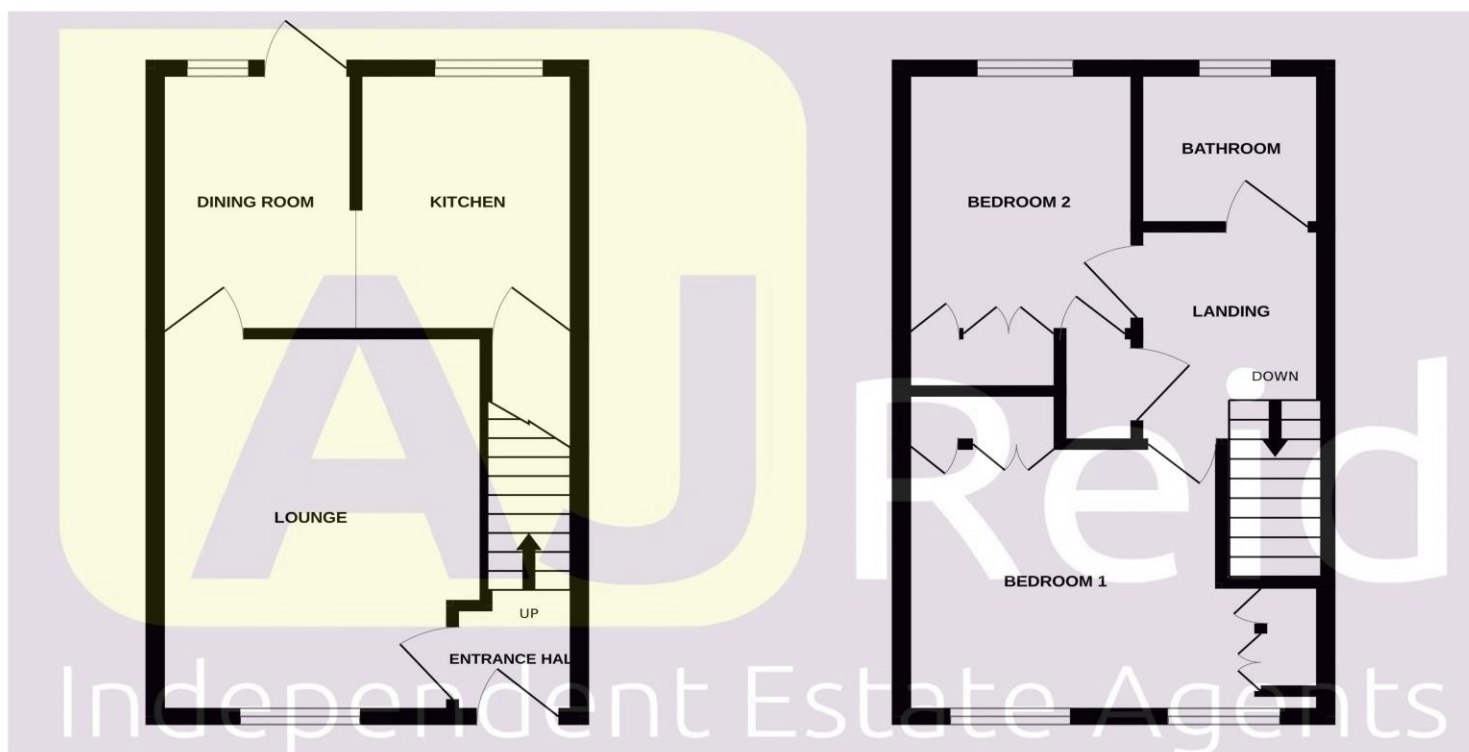 DINING ROOM
KITCHEN
LOUNGE
UP
ENTRANCE HAL
BEDROOM 2
BATHROOM
LANDING
DOWN
BEDROOM 1
AJ Reid
Independent Estate Agents